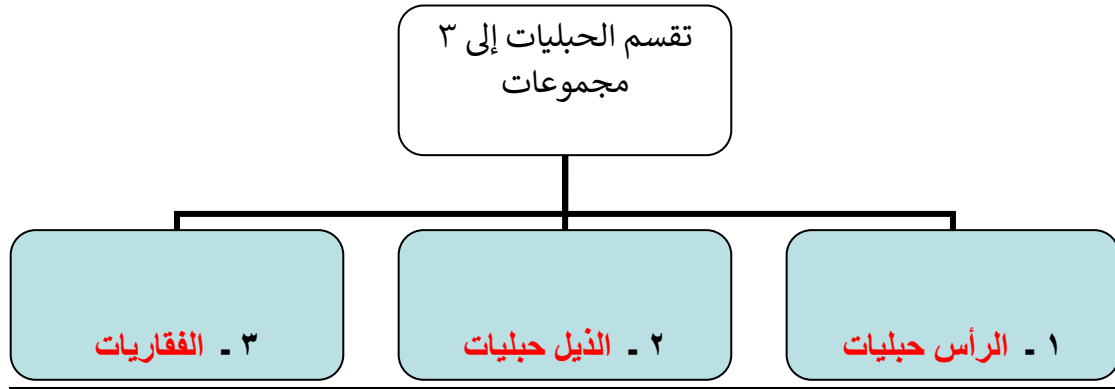 تقسم الحبليات إلى ٣
مجموعات
١ ـ الرأس حبليات
٢ ـ الذيل حبليات
٣ ـ الفقاريات